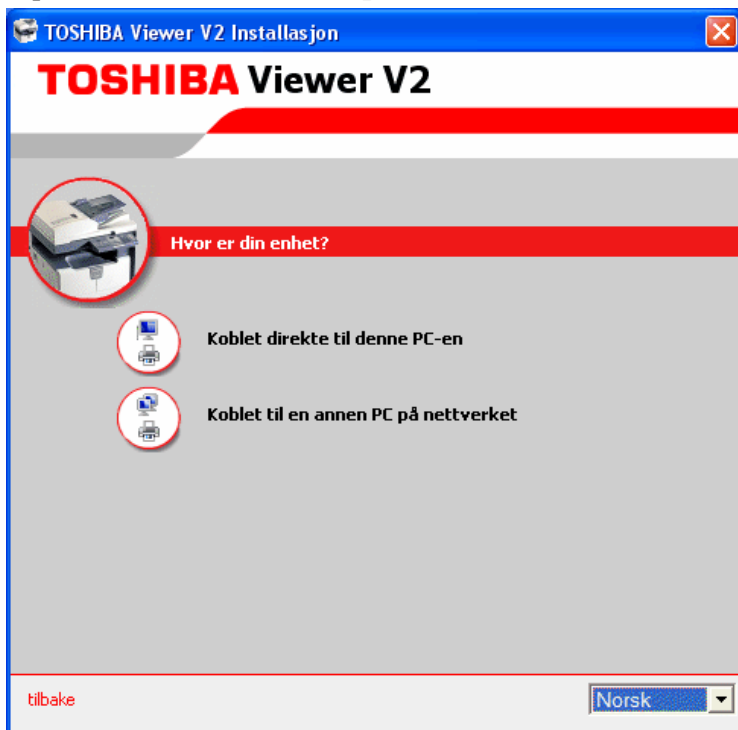 TOSHIBA Viewer V2 Installasjon
TOSHIBA Viewer V2
Hvor er din enhet?
Koblet direkte til denne PC-en
Koblet til en annen PC på nettverket
tilbake
Norsk